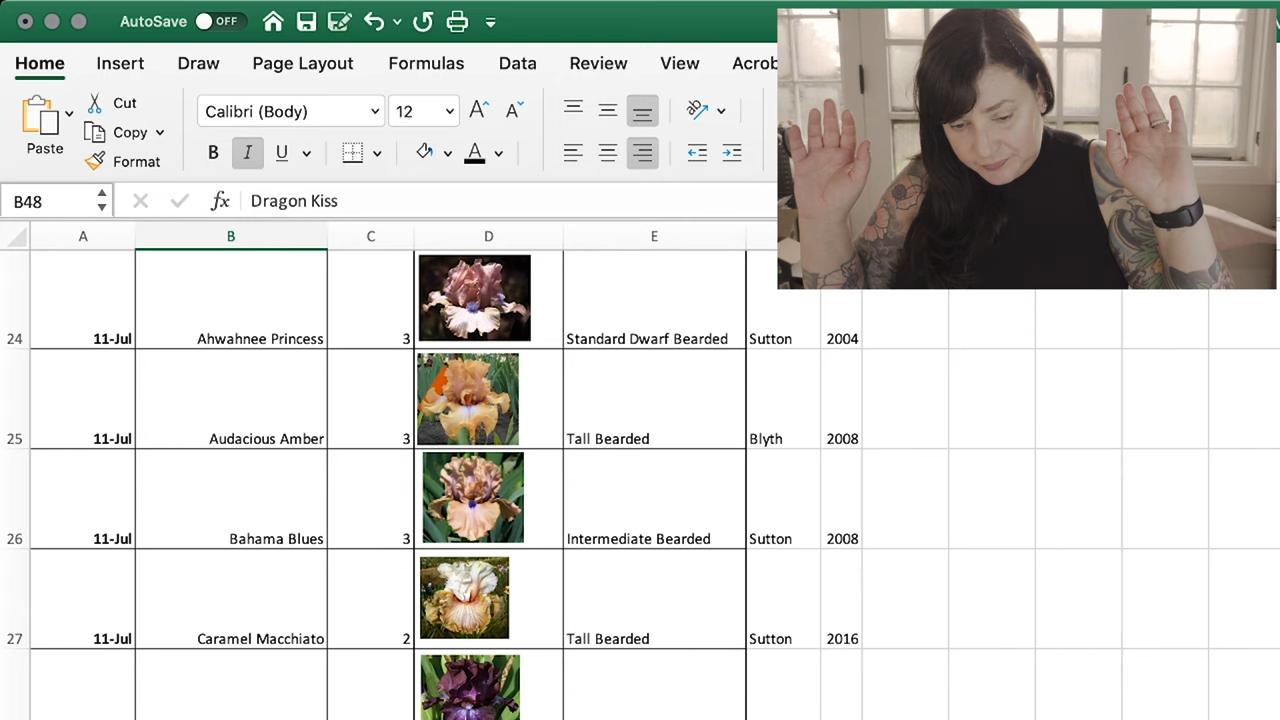 AutoSave OFF
Home Insert Draw Page Layout Formulas Data Review View Acrob
Paste
Cut
Copy
Format
Calibri (Body) 12
B I U A
B48 fx Dragon Kiss
A B C D E
24 11-Jul Ahwahnee Princess 3 Standard Dwarf Bearded Sutton 2004
25 11-Jul Audacious Amber 3 Tall Bearded Blyth 2008
26 11-Jul Bahama Blues 3 Intermediate Bearded Sutton 2008
27 11-Jul Caramel Macchiato 2 Tall Bearded Sutton 2016